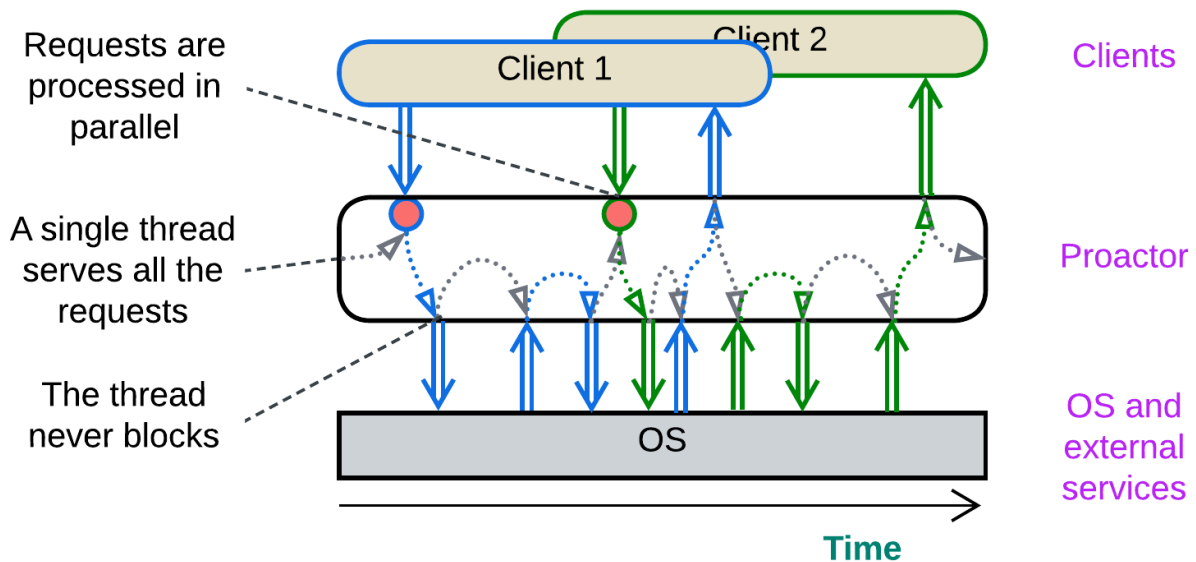 Requests are
processed in
parallel
A single thread
serves all the
requests
The thread
never blocks
Client 2
Client 1
OS
Time
Clients
Proactor
OS and
external
services